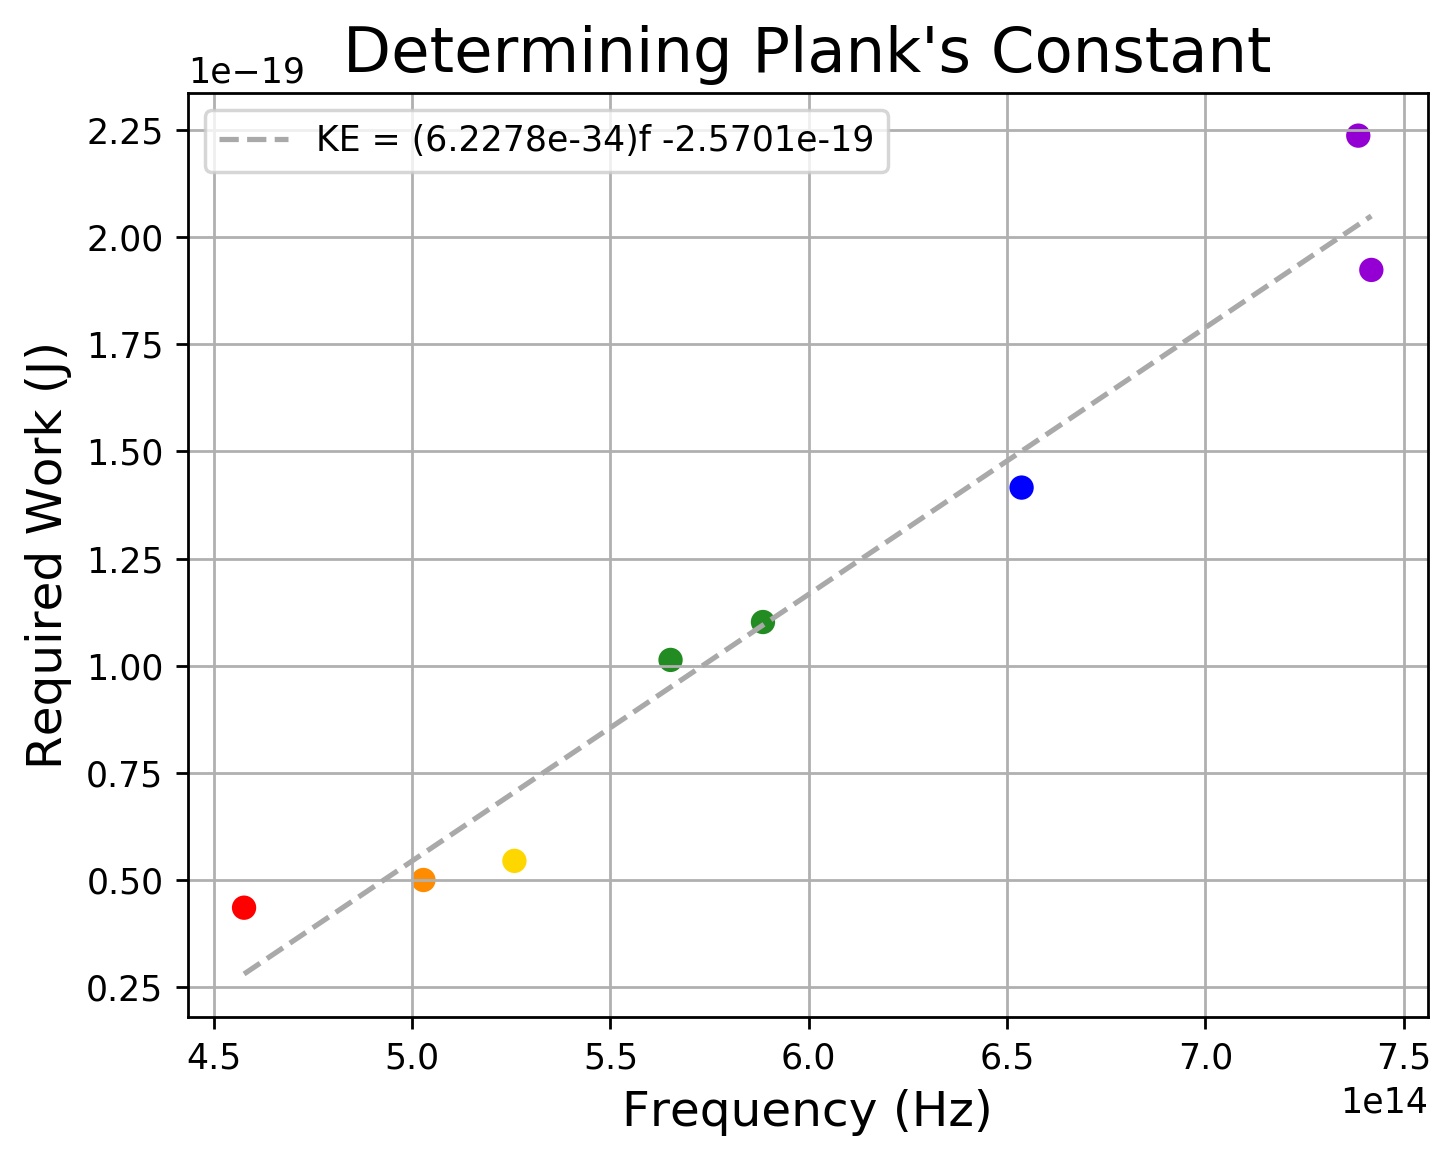 Determining Plank's Constant
1e−19
KE = (6.2278e-34)f -2.5701e-19
2.25
2.00
1.75
1.50
1.25
1.00
0.75
0.50
0.25
Required Work (J)
4.5 5.0 5.5 6.0 6.5 7.0 7.5
1e14
Frequency (Hz)